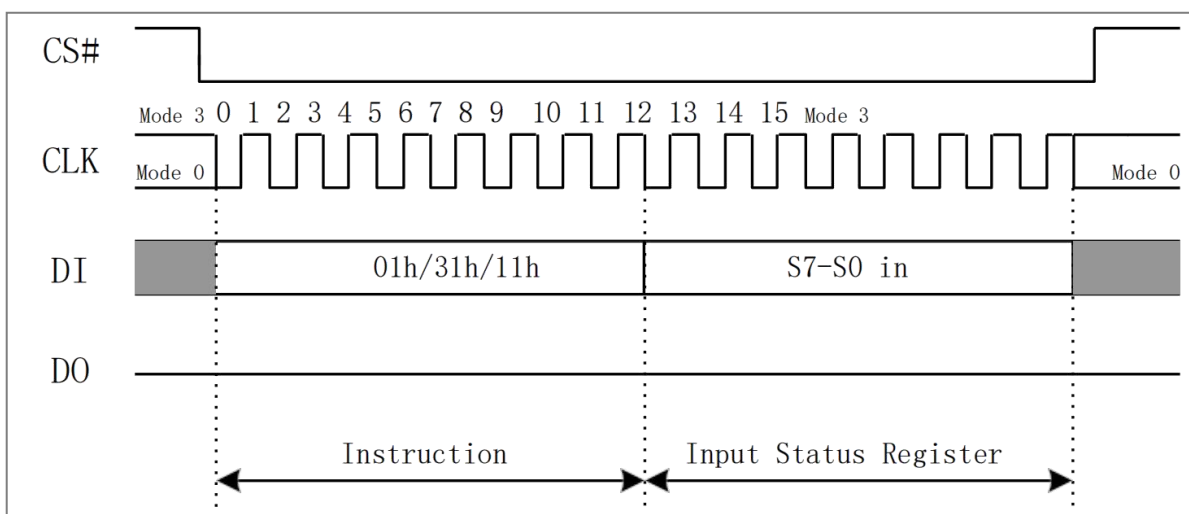 CS#
Mode 3 0 1 2 3 4 5 6 7 8 9 10 11 12 13 14 15 Mode 3
CLK
Mode 0 Mode 0
DI 01h/31h/11h S7-S0 in
DO
Instruction Input Status Register